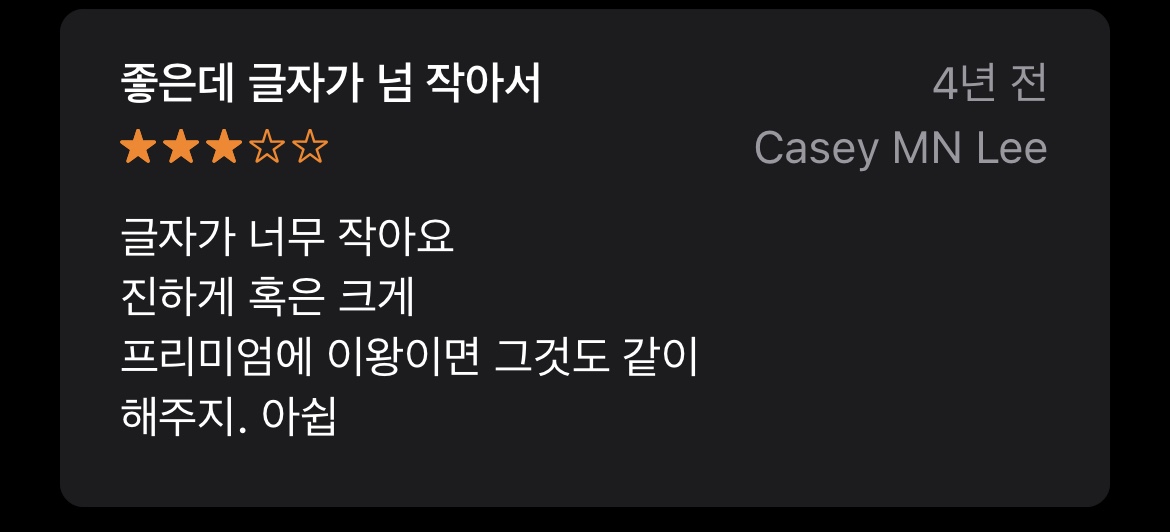 좋은데 글자가 넘 작아서
4년 전
Casey MN Lee
글자가 너무 작아요
진하게 혹은 크게
프리미엄에 이왕이면 그것도 같이
해주지. 아쉽